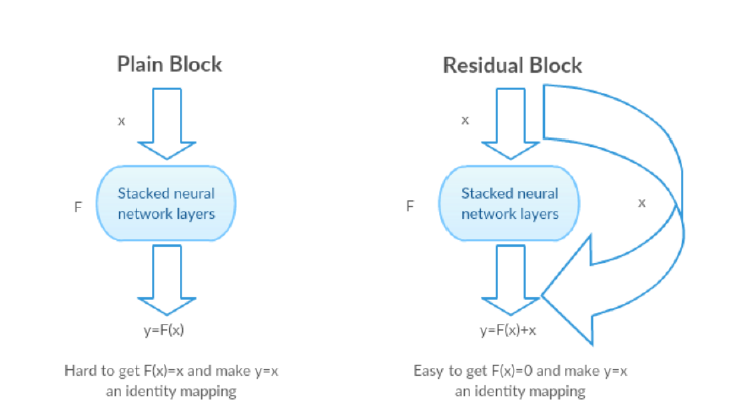 Plain Block
x
F
Stacked neural
network layers
y=F(x)
Hard to get F(x)=x and make y=x
an identity mapping
Residual Block
x
F
Stacked neural
network layers
x
y=F(x)+x
Easy to get F(x)=0 and make y=x
an identity mapping